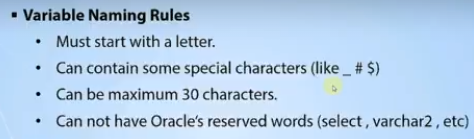 ▪ Variable Naming Rules
• Must start with a letter.
• Can contain some special characters (like _ # $)
• Can be maximum 30 characters.
• Can not have Oracle's reserved words (select , varchar2 , etc)